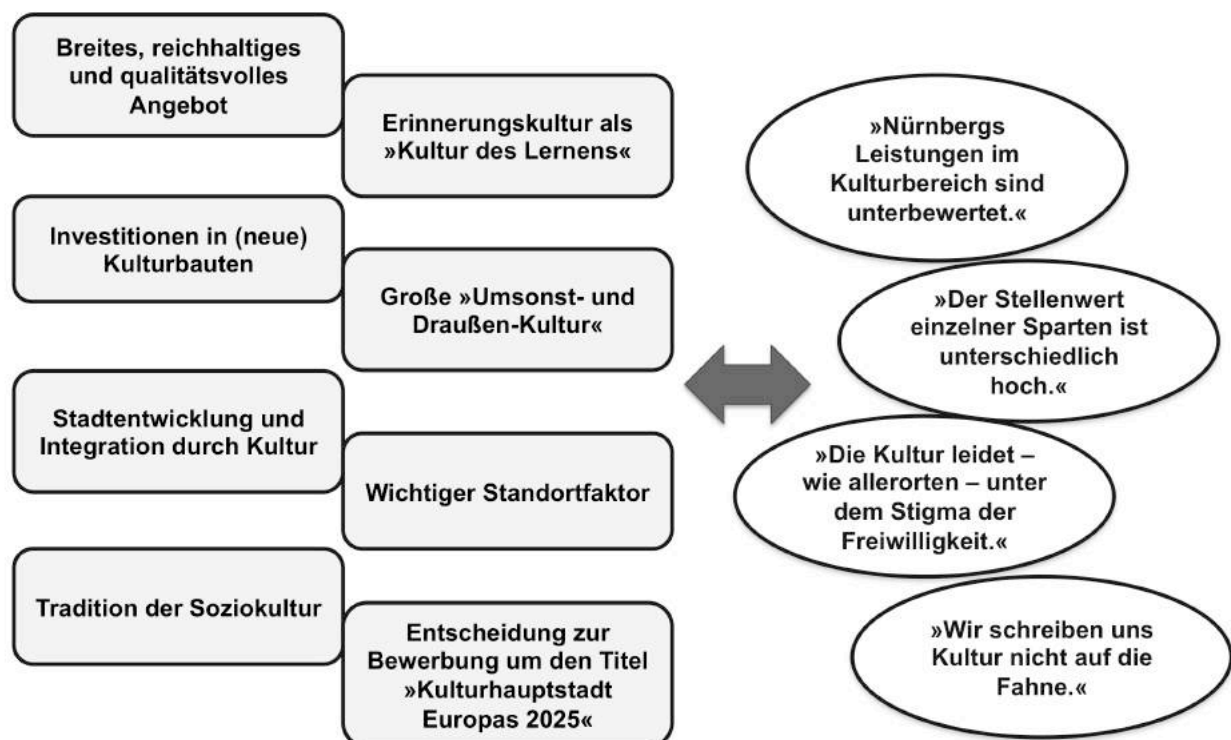 Breites, reichhaltiges
und qualitätsvolles
Angebot
Erinnerungskultur als
»Kultur des Lernens«
Investitionen in (neue)
Kulturbauten
Große »Umsonst- und
Draußen-Kultur«
Stadtentwicklung und
Integration durch Kultur
Wichtiger Standortfaktor
Tradition der Soziokultur
Entscheidung zur
Bewerbung um den Titel
»Kulturhauptstadt
Europas 2025«
»Nürnbergs
Leistungen im
Kulturbereich sind
unterbewertet.«
»Der Stellenwert
einzelner Sparten ist
unterschiedlich
hoch.«
»Die Kultur leidet –
wie allerorten – unter
dem Stigma der
Freiwilligkeit.«
»Wir schreiben uns
Kultur nicht auf die
Fahne.«